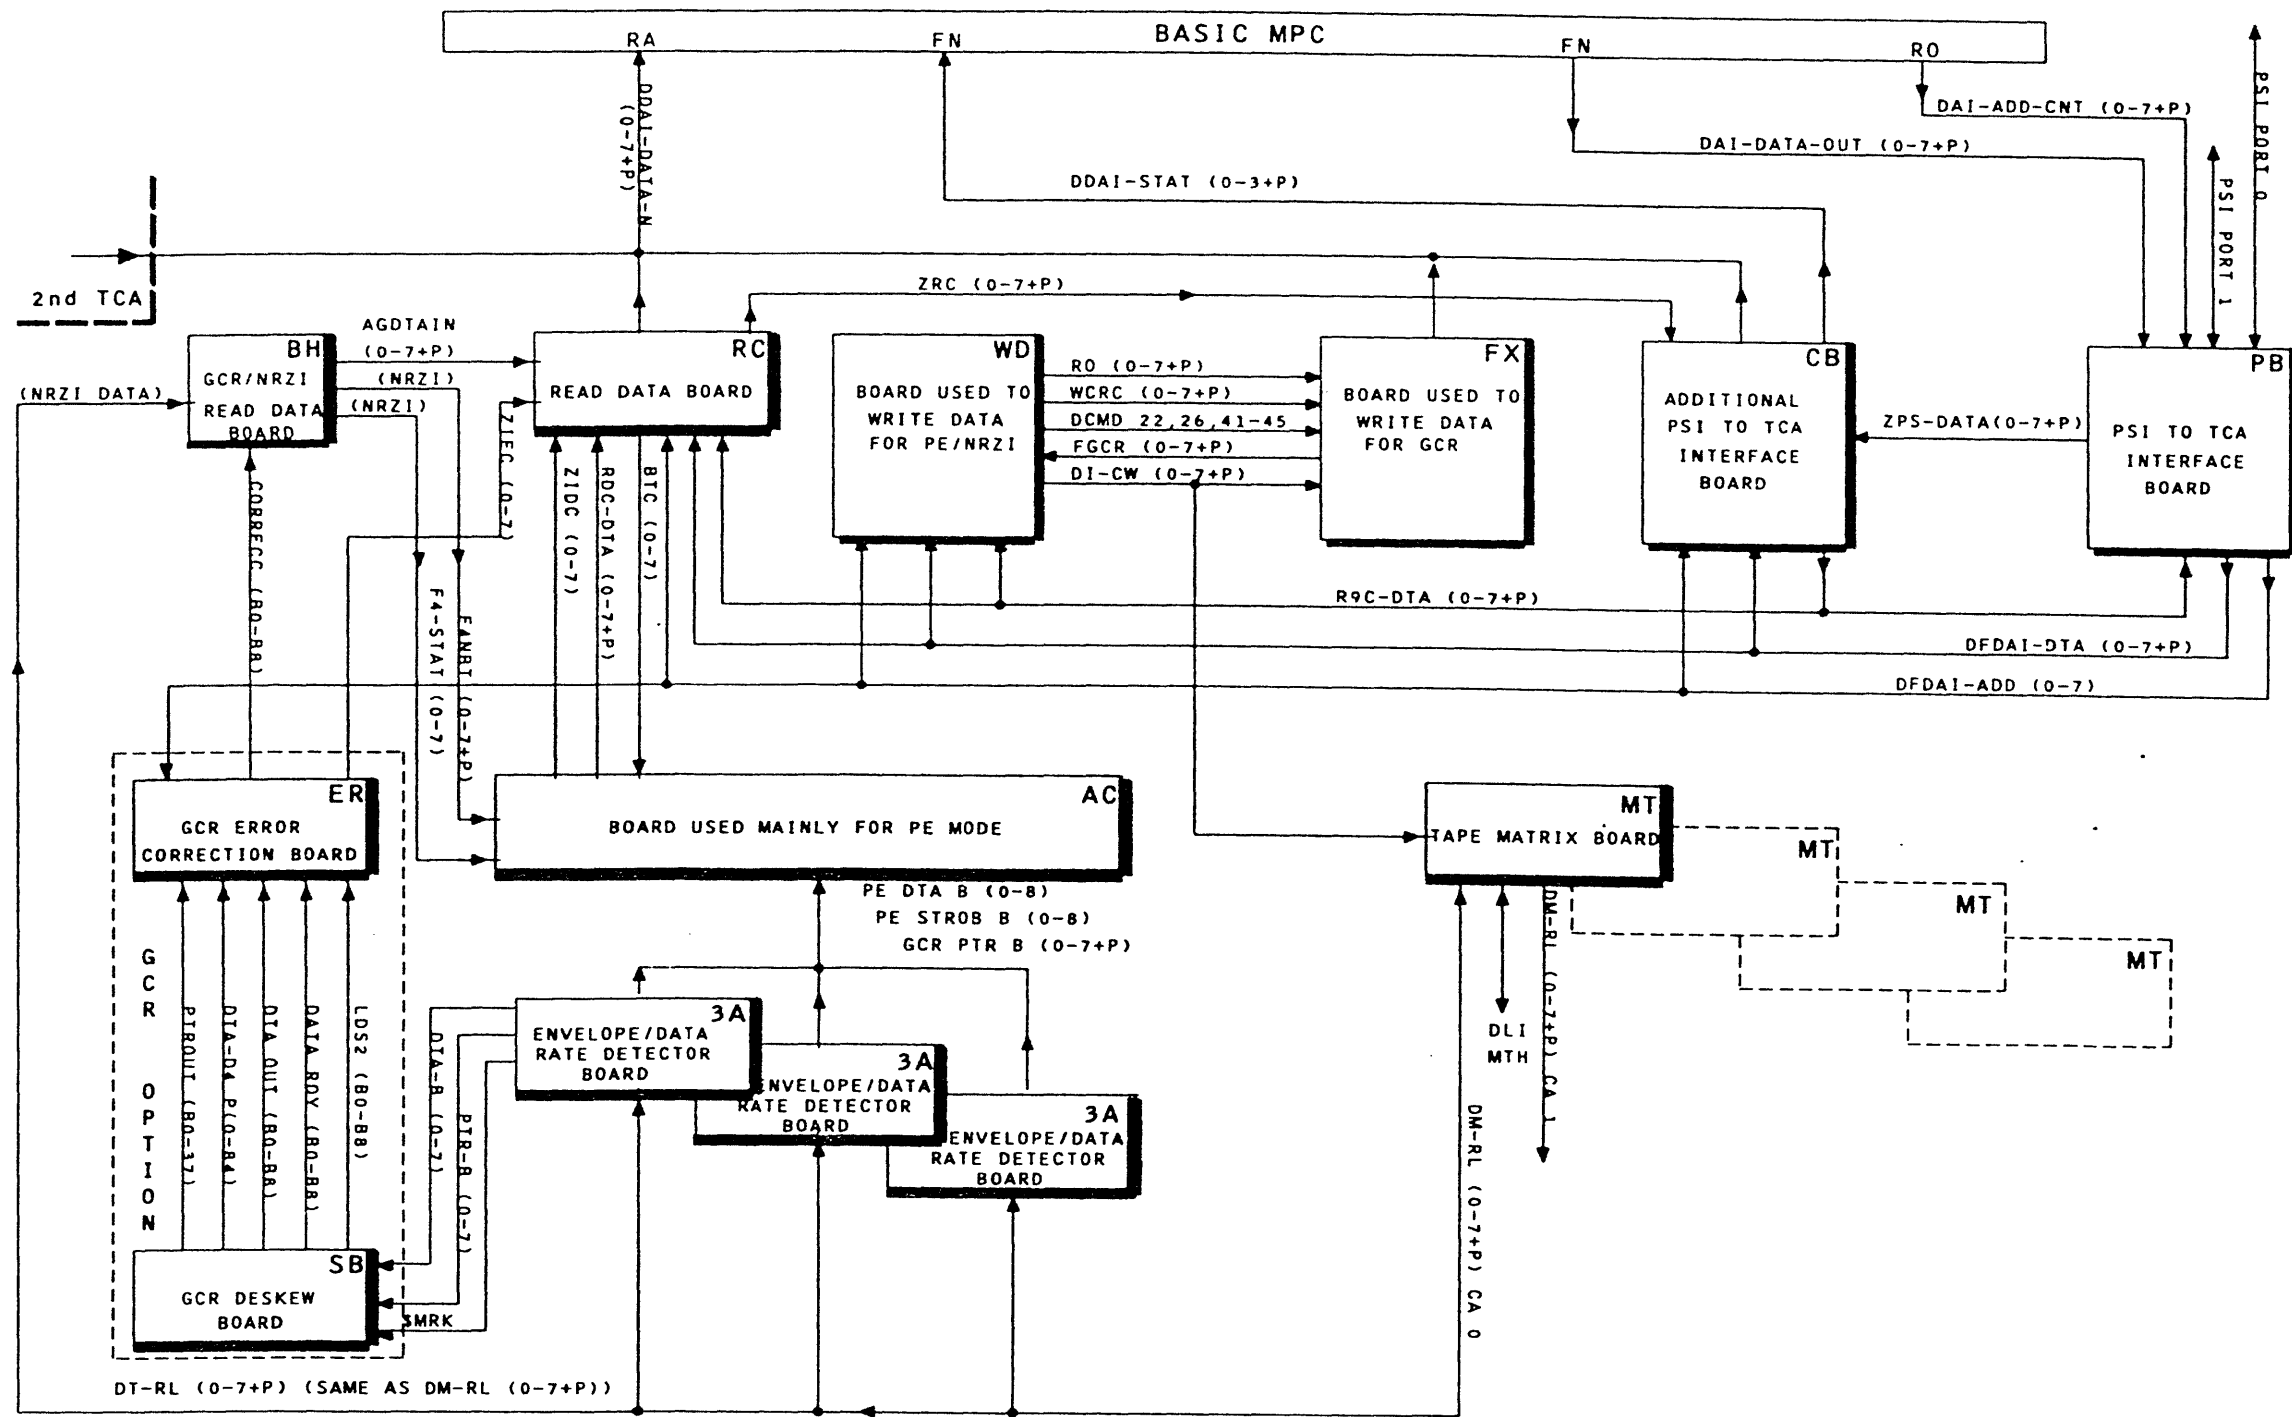 BASIC MPC
RA
FN
FN
RO
DDAI-DATA-N
(0-7+P)
DAI-ADD-CNT (0-7+P)
DAI-DATA-OUT (0-7+P)
PSI PORT 0
PSI PORT 1
DDAI-STAT (0-3+P)
2nd TCA
ZRC (0-7+P)
AGDTAIN
(0-7+P)
(NRZI)
(NRZI)
(NRZI DATA)
BH
GCR/NRZI
READ DATA
BOARD
RC
READ DATA BOARD
WD
BOARD USED TO
WRITE DATA
FOR PE/NRZI
RO (0-7+P)
WCRC (0-7+P)
DCMD 22,26,41-45
FGCR (0-7+P)
DI-CW (0-7+P)
FX
BOARD USED TO
WRITE DATA
FOR GCR
CB
ADDITIONAL
PSI TO TCA
INTERFACE
BOARD
ZPS-DATA(0-7+P)
PB
PSI TO TCA
INTERFACE
BOARD
CORRECC (B0-B8)
ZIEC (0-7)
ZIDC (0-7)
RDC-DTA (0-7+P)
BTC (0-7)
F4-STAT (0-7)
FANBT (0-7+P)
R9C-DTA (0-7+P)
DFDAI-DTA (0-7+P)
DFDAI-ADD (0-7)
ER
GCR ERROR
CORRECTION BOARD
AC
BOARD USED MAINLY FOR PE MODE
MT
TAPE MATRIX BOARD
MT
MT
MT
PE DTA B (0-8)
PE STROB B (0-8)
GCR PTR B (0-7+P)
GCR OPTION
PTROUT (B0-37)
DTA-D4 P(0-B4)
DTA OUT (B0-B8)
DATA RDY (B0-B8)
LDS2 (B0-B8)
DTA-B (0-7)
PTR-B (0-7)
3A
ENVELOPE/DATA
RATE DETECTOR
BOARD
3A
ENVELOPE/DATA
RATE DETECTOR
BOARD
3A
ENVELOPE/DATA
RATE DETECTOR
BOARD
DLI
MTH
DM-RL (0-7+P) CA 1
DM-RL (0-7+P) CA 0
SB
GCR DESKEW
BOARD
SMRK
DT-RL (0-7+P) (SAME AS DM-RL (0-7+P))